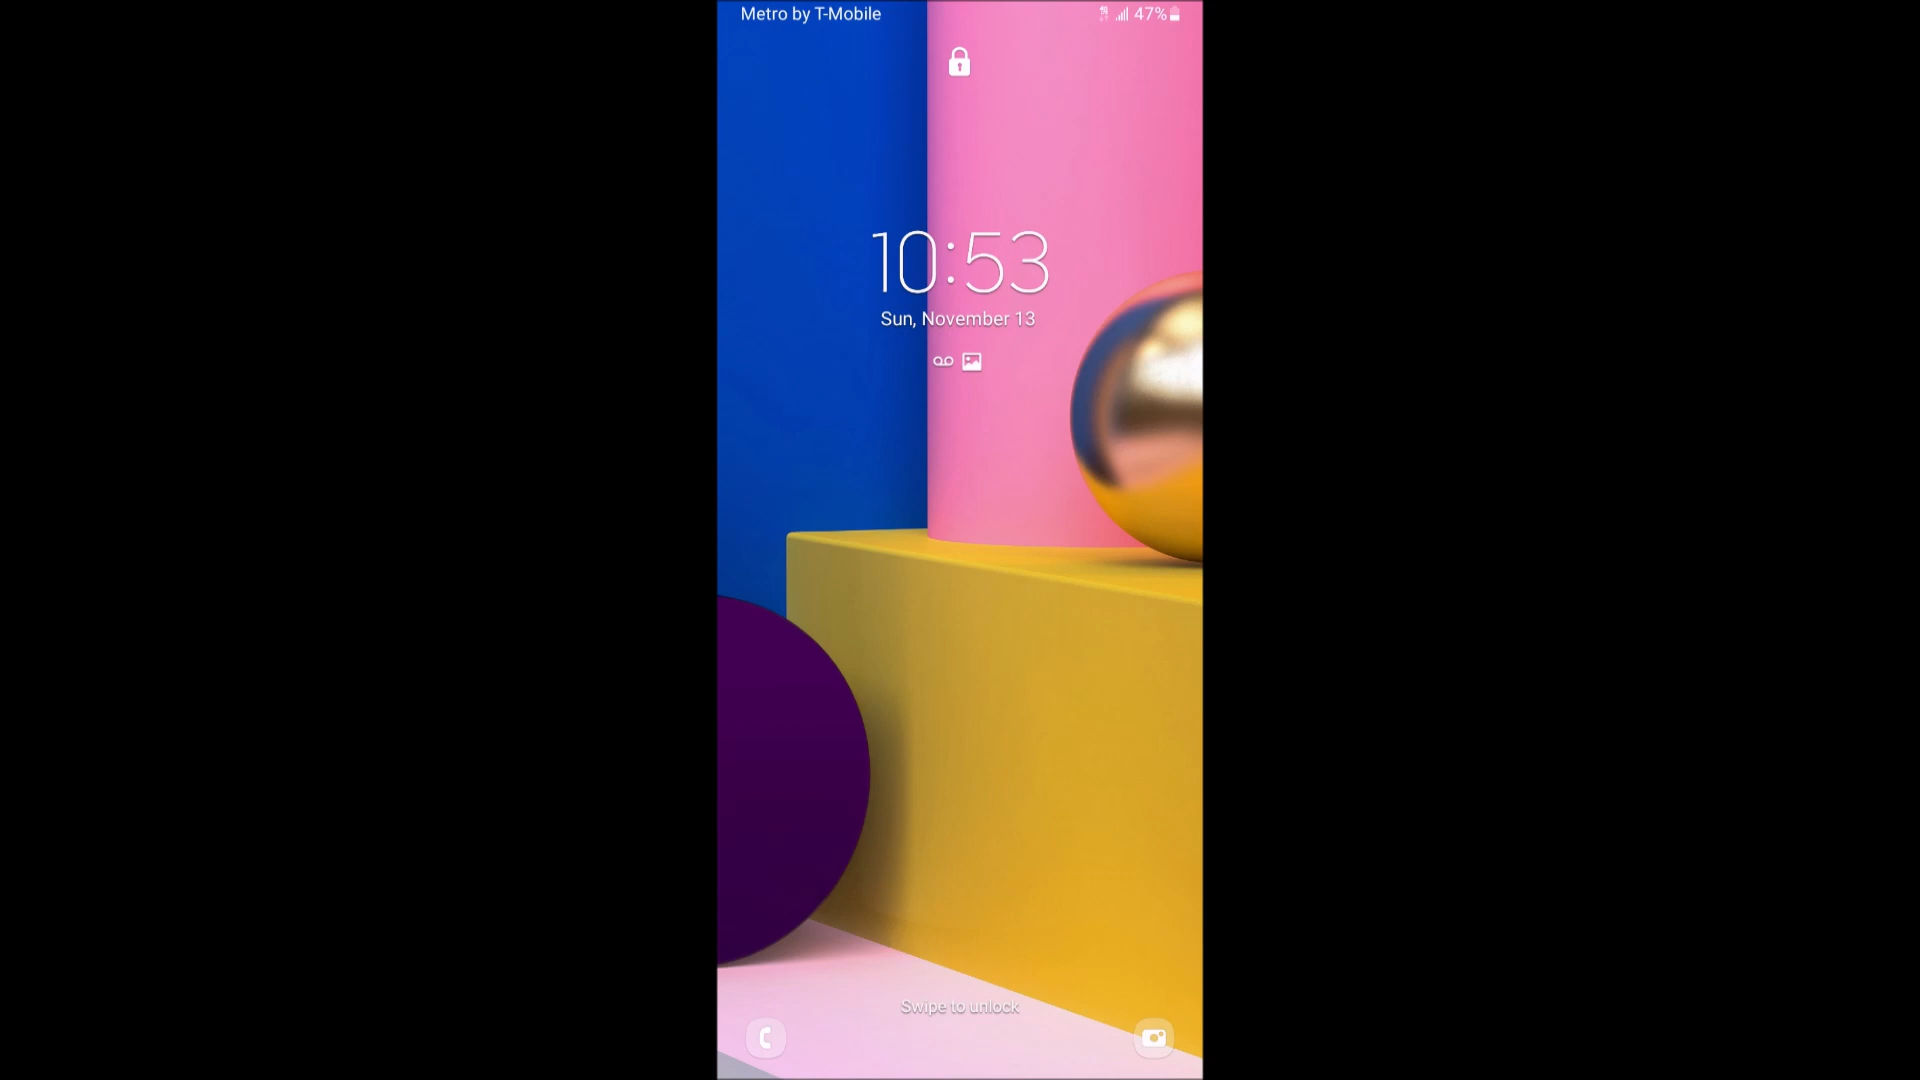 Metro by T-Mobile
47%
10:53
Sun, November 13
Swipe to unlock